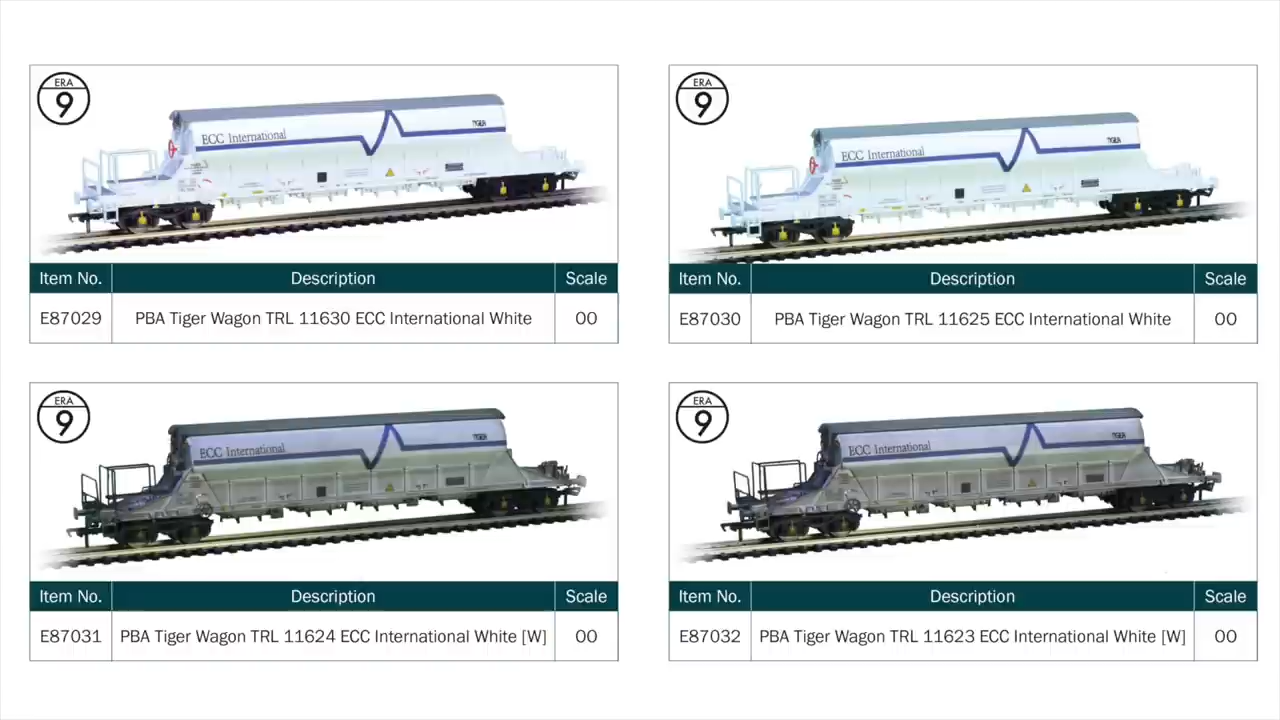 ERA
9
ECC International
TIGER
Item No. Description Scale
E87029 PBA Tiger Wagon TRL 11630 ECC International White OO
ERA
9
ECC International
TIGER
Item No. Description Scale
E87030 PBA Tiger Wagon TRL 11625 ECC International White OO
ERA
9
ECC International
TIGER
Item No. Description Scale
E87031 PBA Tiger Wagon TRL 11624 ECC International White [W] OO
ERA
9
ECC International
TIGER
Item No. Description Scale
E87032 PBA Tiger Wagon TRL 11623 ECC International White [W] OO